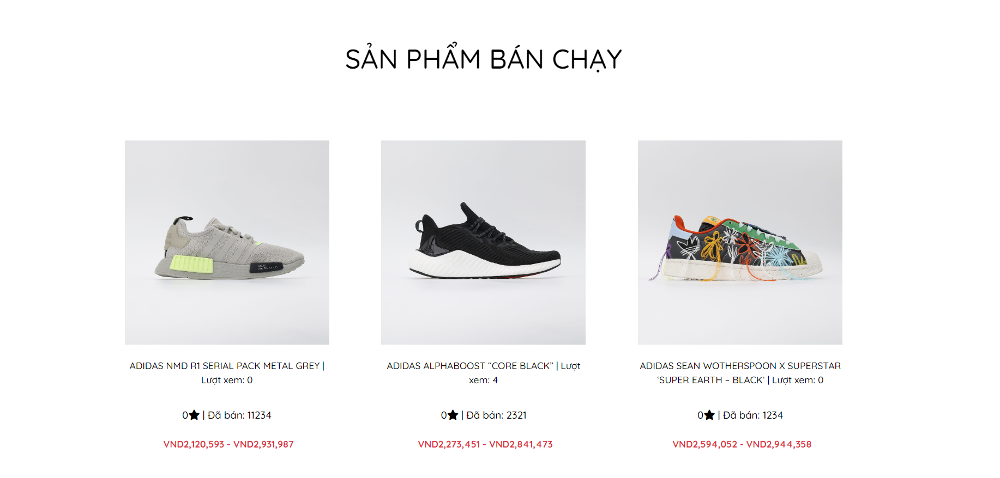 SẢN PHẨM BÁN CHẠY
ADIDAS NMD R1 SERIAL PACK METAL GREY |
Lượt xem: 0
0★ | Đã bán: 11234
VND2,120,593 - VND2,931,987
ADIDAS ALPHABOOST “CORE BLACK” | Lượt
xem: 4
0★ | Đã bán: 2321
VND2,273,451 - VND2,841,473
ADIDAS SEAN WOTHERSPOON X SUPERSTAR
‘SUPER EARTH – BLACK’ | Lượt xem: 0
0★ | Đã bán: 1234
VND2,594,052 - VND2,944,358